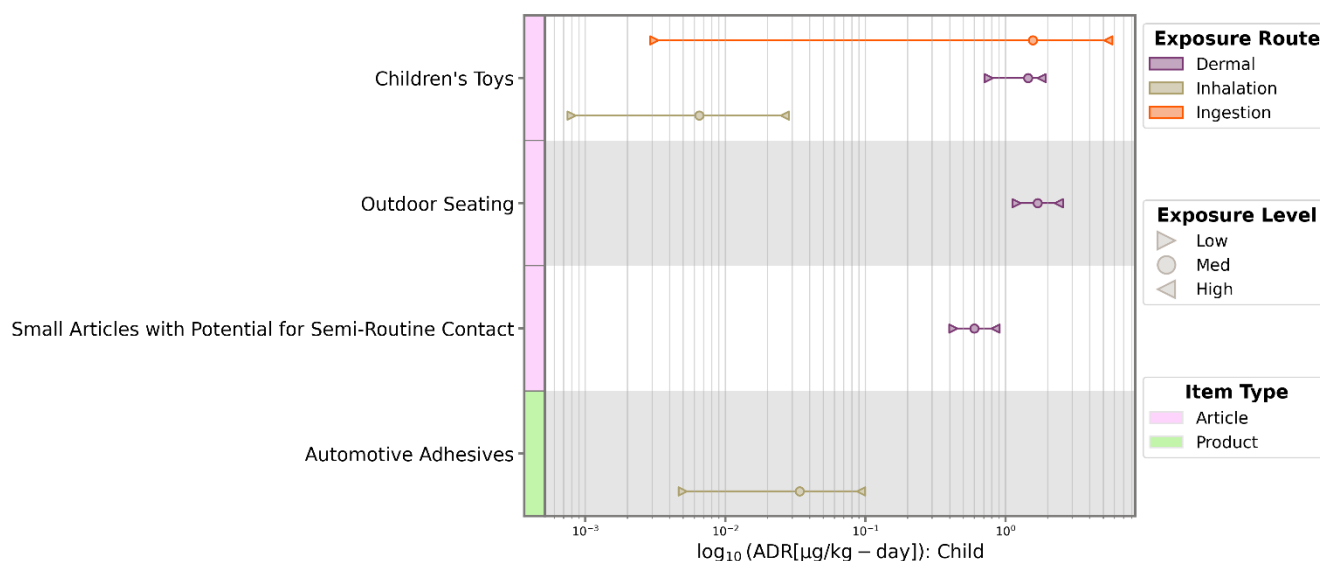 Children's Toys
Outdoor Seating
Small Articles with Potential for Semi-Routine Contact
Automotive Adhesives
10⁻³
10⁻²
10⁻¹
10⁰
log₁₀ (ADR[µg/kg − day]): Child
Exposure Route
Dermal
Inhalation
Ingestion
Exposure Level
Low
Med
High
Item Type
Article
Product